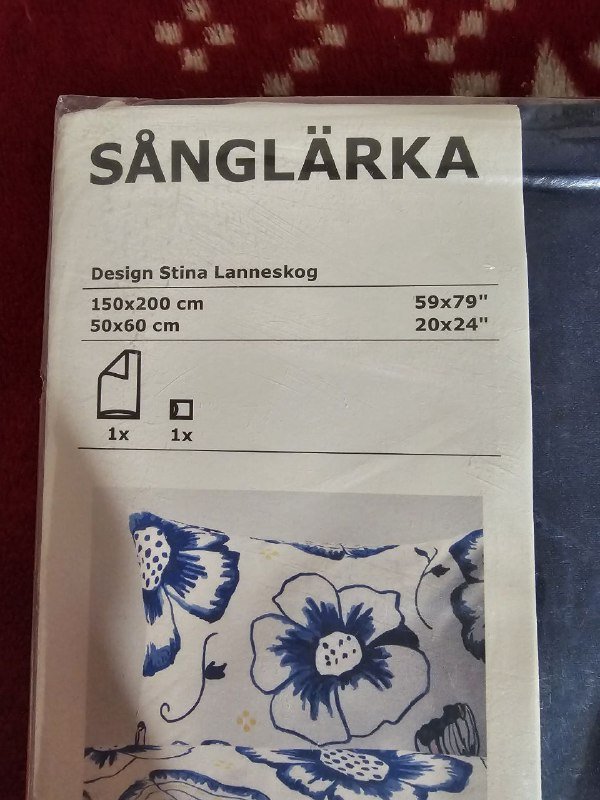 SÅNGLÄRKA
Design Stina Lanneskog
150x200 cm 59x79"
50x60 cm 20x24"
1x 1x